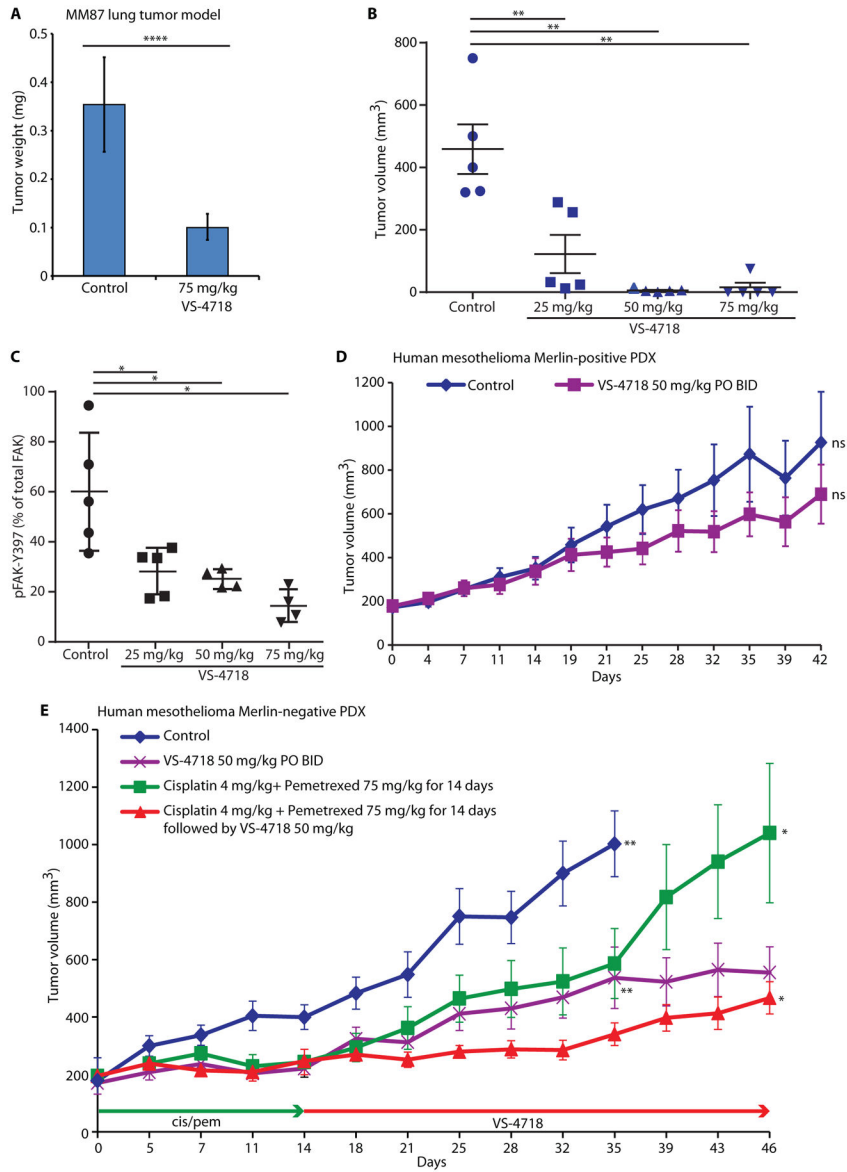 A
MM87 lung tumor model
****
Tumor weight (mg)
0.5
0.4
0.3
0.2
0.1
0
Control
75 mg/kg
VS-4718
B
**
**
**
Tumor volume (mm3)
800
600
400
200
0
Control
25 mg/kg
50 mg/kg
75 mg/kg
VS-4718
C
*
*
*
pFAK-Y397 (% of total FAK)
100
80
60
40
20
0
Control
25 mg/kg
50 mg/kg
75 mg/kg
VS-4718
D
Human mesothelioma Merlin-positive PDX
Control
VS-4718 50 mg/kg PO BID
Tumor volume (mm3)
1200
1000
800
600
400
200
0
ns
ns
0 4 7 11 14 19 21 25 28 32 35 39 42
Days
E
Human mesothelioma Merlin-negative PDX
Control
VS-4718 50 mg/kg PO BID
Cisplatin 4 mg/kg+ Pemetrexed 75 mg/kg for 14 days
Cisplatin 4 mg/kg + Pemetrexed 75 mg/kg for 14 days
followed by VS-4718 50 mg/kg
Tumor volume (mm3)
1400
1200
1000
800
600
400
200
0
**
*
**
*
cis/pem
VS-4718
0 5 7 11 14 18 21 25 28 32 35 39 43 46
Days